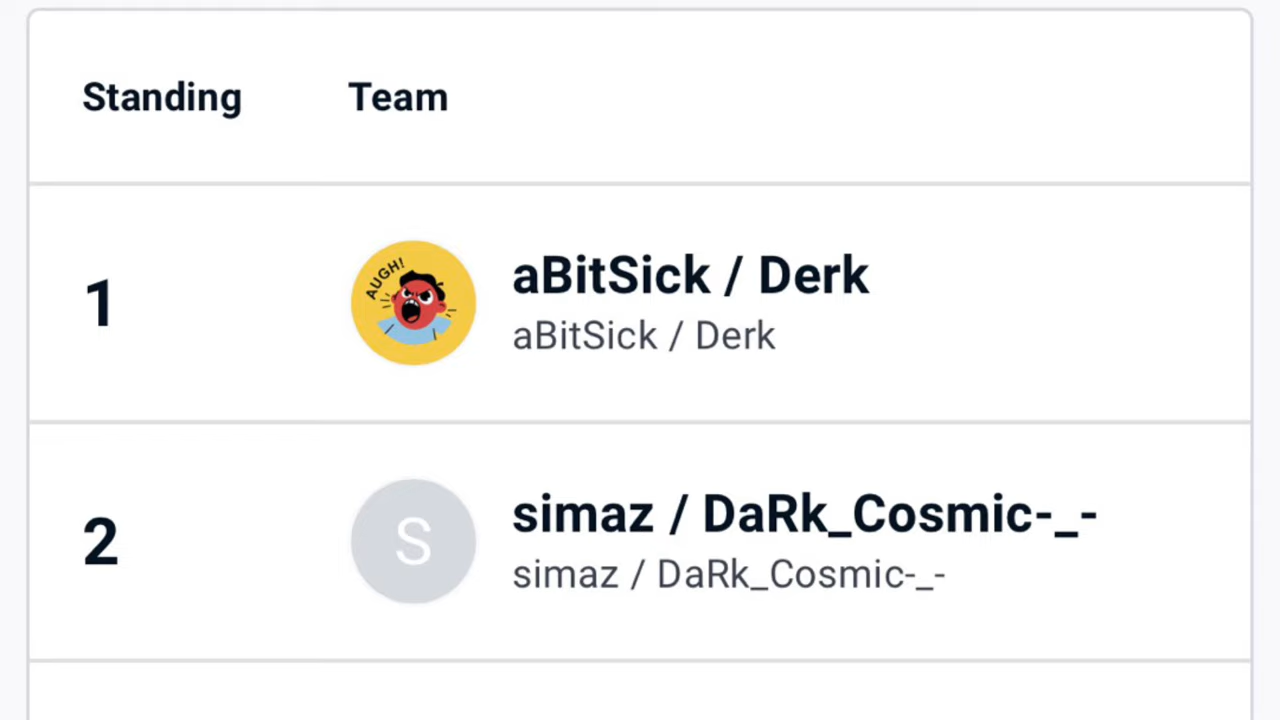 Standing Team
1
AUGH!
aBitSick / Derk
aBitSick / Derk
2
S
simaz / DaRk_Cosmic-_-
simaz / DaRk_Cosmic-_-